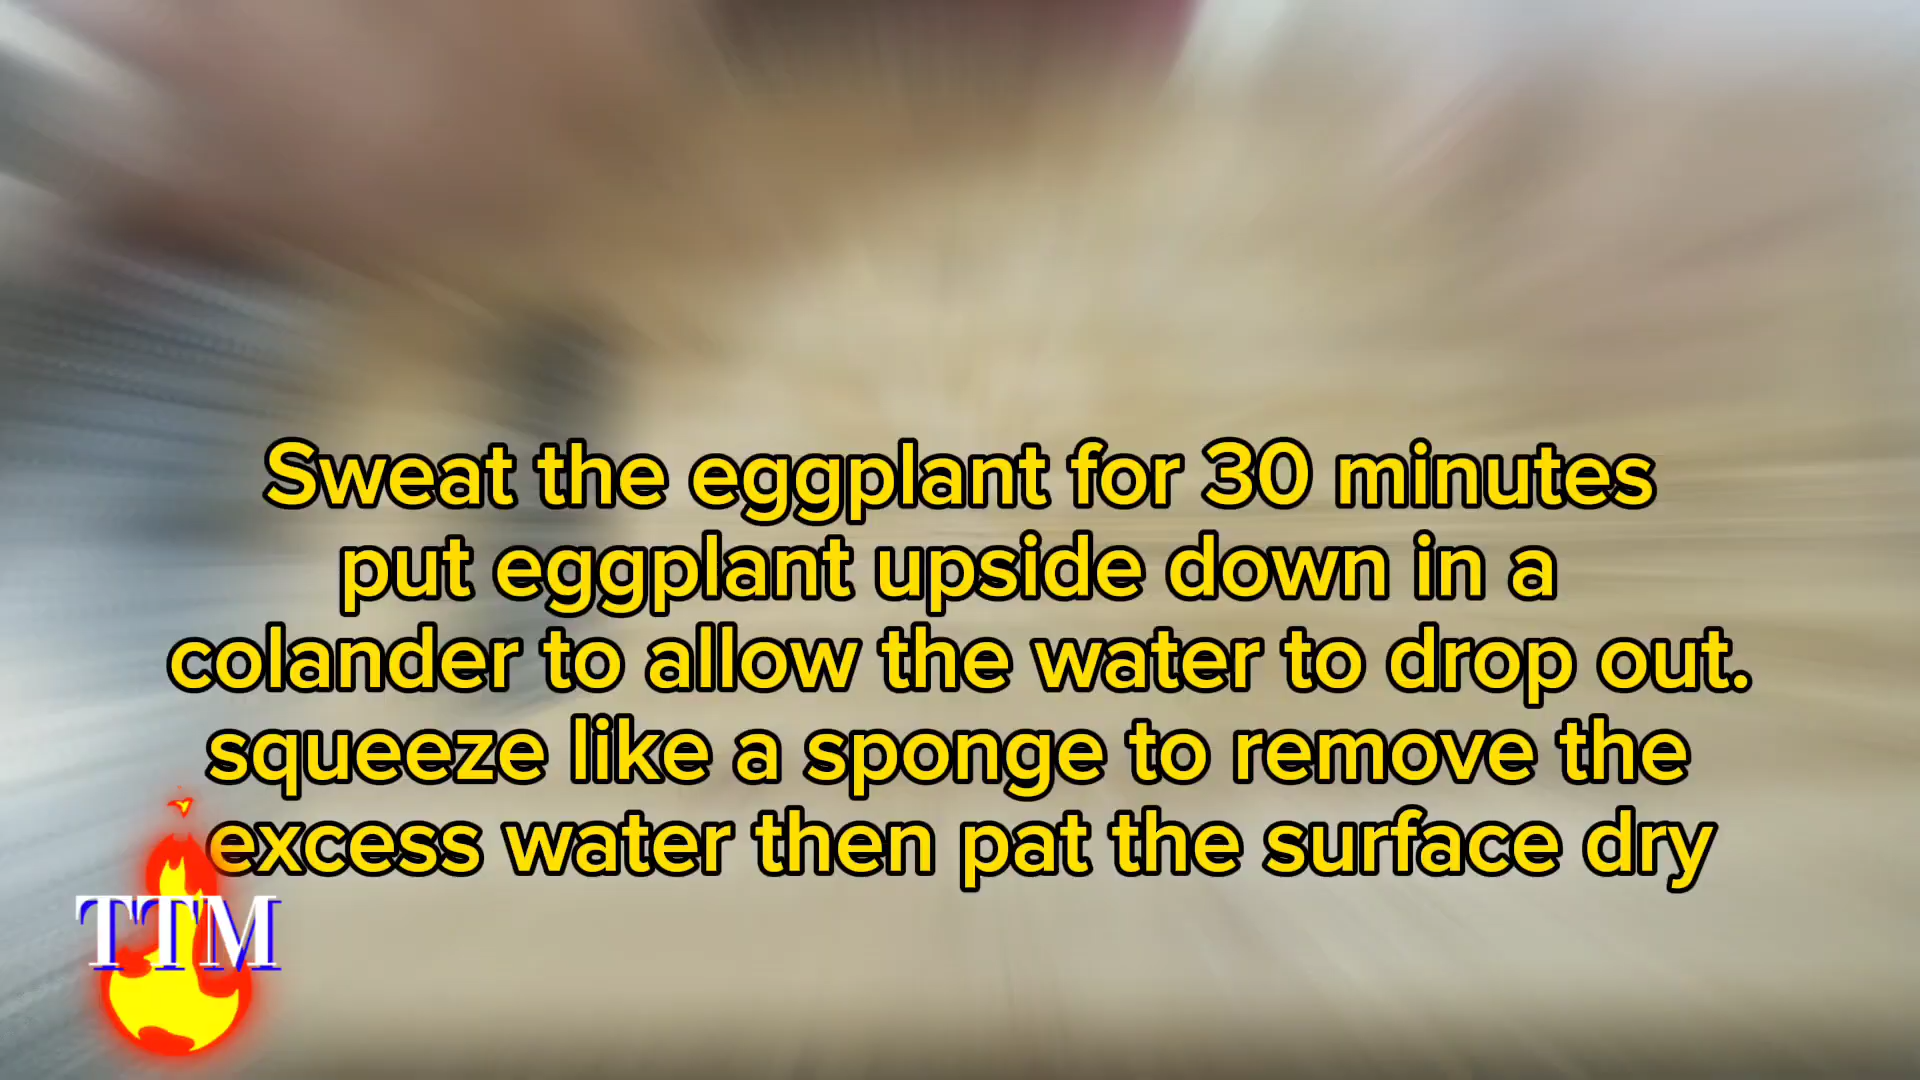 Sweat the eggplant for 30 minutes
put eggplant upside down in a
colander to allow the water to drop out.
squeeze like a sponge to remove the
excess water then pat the surface dry
TTM